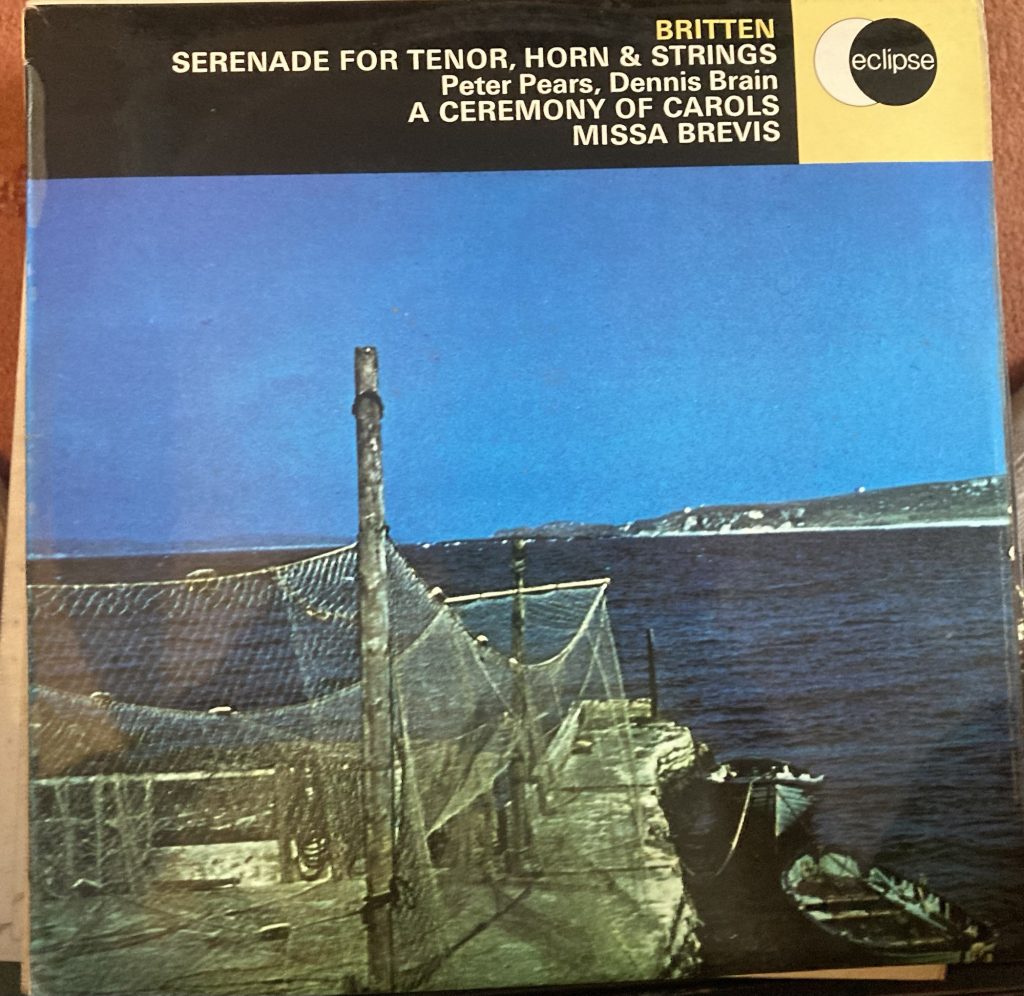 BRITTEN
SERENADE FOR TENOR, HORN & STRINGS
Peter Pears, Dennis Brain
A CEREMONY OF CAROLS
MISSA BREVIS
eclipse